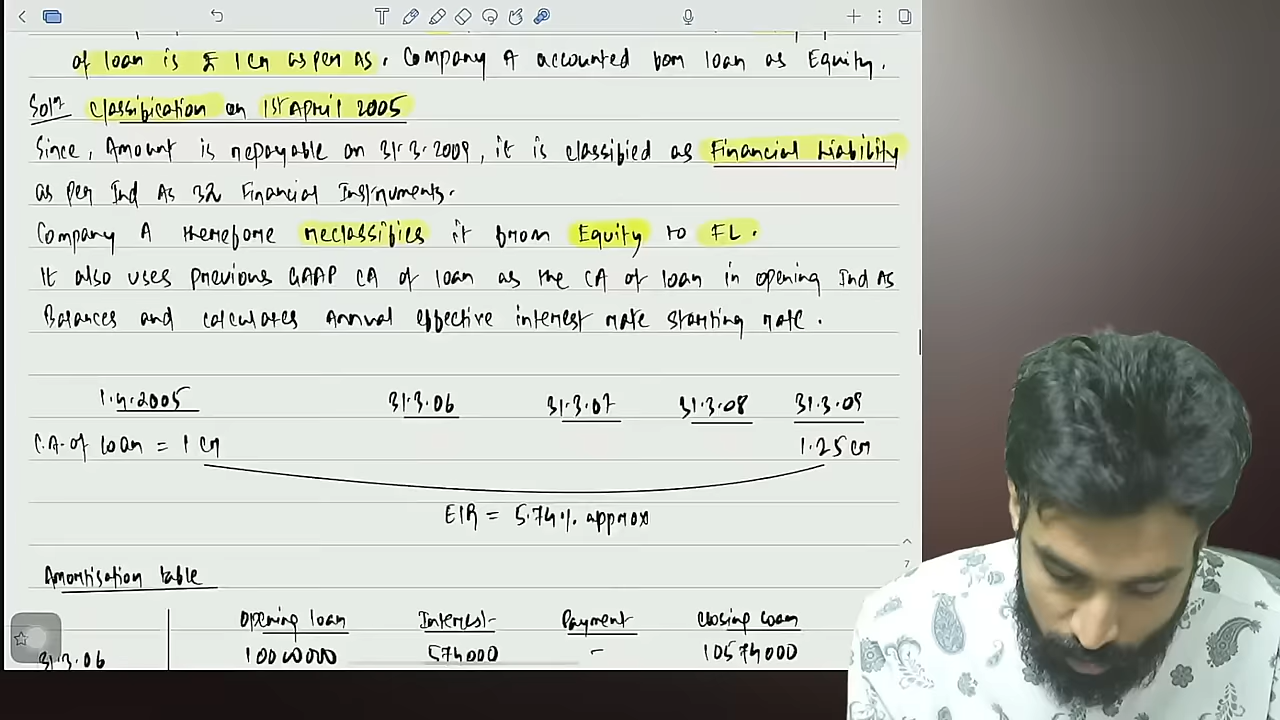 of loan is ₹ 1 Cr as per AS. Company A accounted for loan as Equity.
Solⁿ Classification on 1st April 2005
Since, Amount is repayable on 31.3.2009, it is classified as Financial Liability
as per Ind AS 32 Financial Instruments.
Company A therefore reclassifies it from Equity to FL.
It also uses previous GAAP CA of loan as the CA of loan in opening Ind AS
Balances and calculates Annual effective interest rate starting rate.
1.4.2005 31.3.06 31.3.07 31.3.08 31.3.09
C.A. of loan = 1 Cr 1.25 Cr
EIR = 5.74% approx
7
Amortisation table
Opening loan Interest Payment Closing loan
31.3.06 10000000 574000 - 10574000